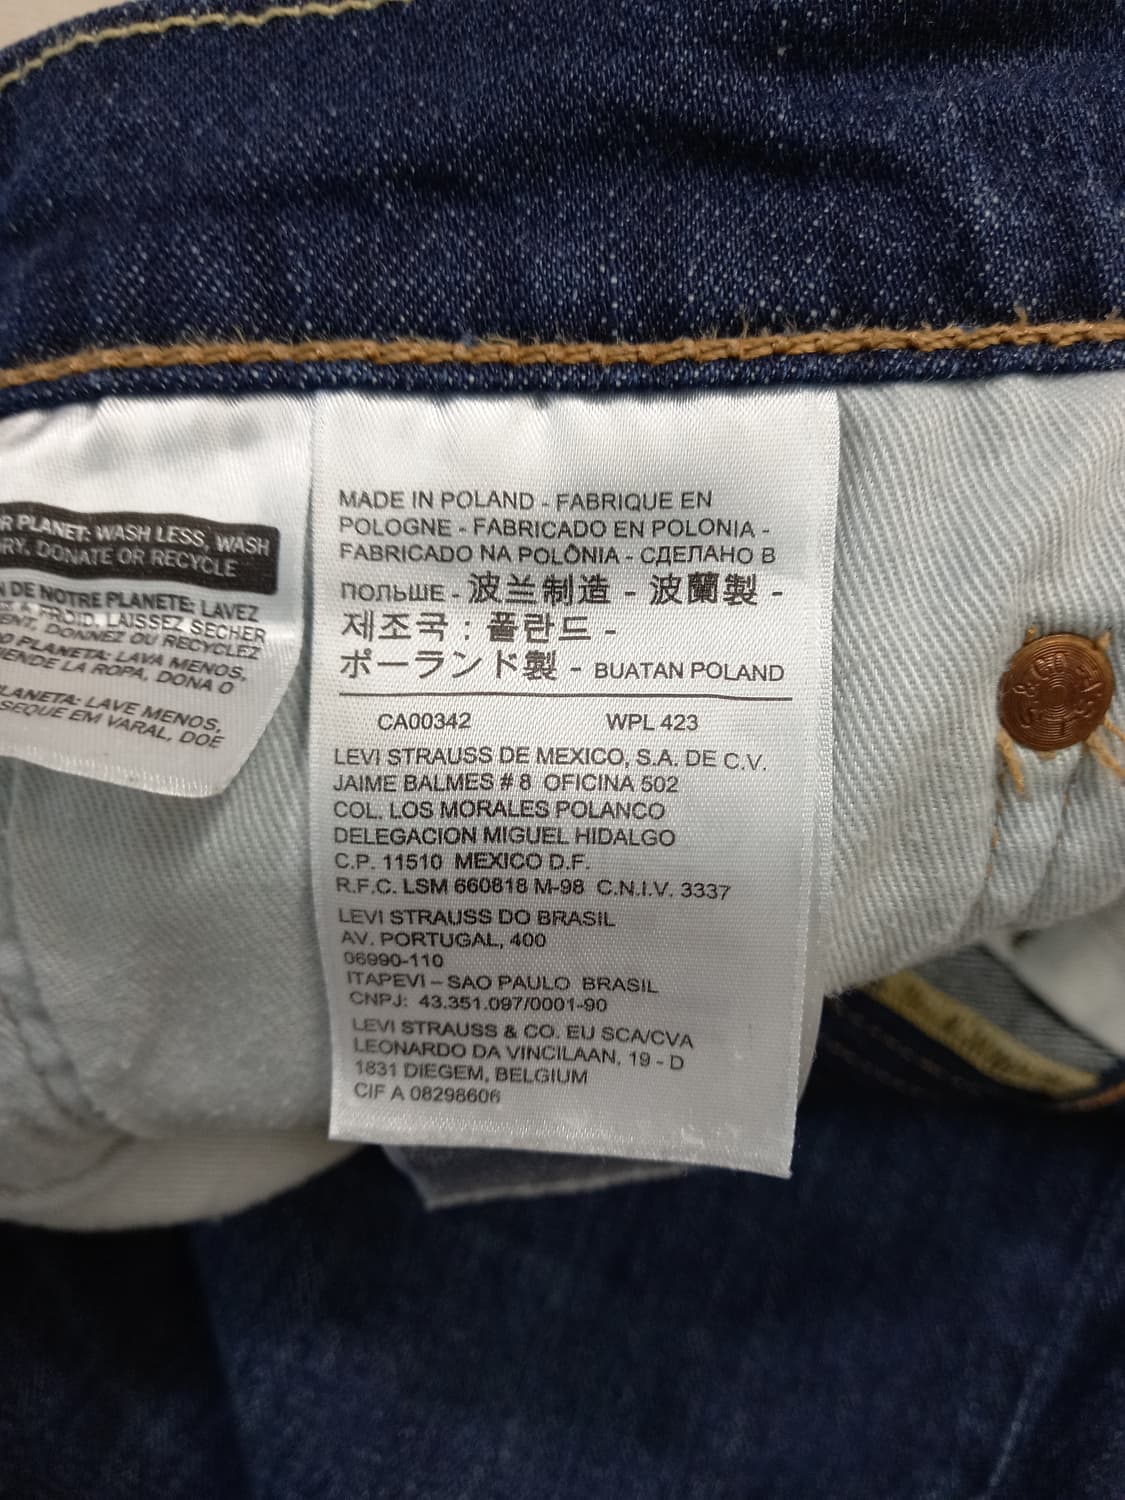 R PLANET: WASH LESS, WASH
RY, DONATE OR RECYCLE
N DE NOTRE PLANETE: LAVEZ
FROID, LAISSEZ SECHER
ENT, DONNEZ OU RECYCLEZ
O PLANETA: LAVA MENOS,
IENDE LA ROPA, DONA O
LANETA: LAVE MENOS,
SEQUE EM VARAL, DOE
MADE IN POLAND - FABRIQUE EN
POLOGNE - FABRICADO EN POLONIA -
FABRICADO NA POLÔNIA - СДЕЛАНО В
ПОЛЬШЕ - 波兰制造 - 波蘭製 -
제조국 : 폴란드 -
ポーランド製 - BUATAN POLAND
CA00342 WPL 423
LEVI STRAUSS DE MEXICO, S.A. DE C.V.
JAIME BALMES # 8 OFICINA 502
COL. LOS MORALES POLANCO
DELEGACION MIGUEL HIDALGO
C.P. 11510 MEXICO D.F.
R.F.C. LSM 660818 M-98 C.N.I.V. 3337
LEVI STRAUSS DO BRASIL
AV. PORTUGAL, 400
06990-110
ITAPEVI – SAO PAULO BRASIL
CNPJ: 43.351.097/0001-90
LEVI STRAUSS & CO. EU SCA/CVA
LEONARDO DA VINCILAAN, 19 - D
1831 DIEGEM, BELGIUM
CIF A 08298606